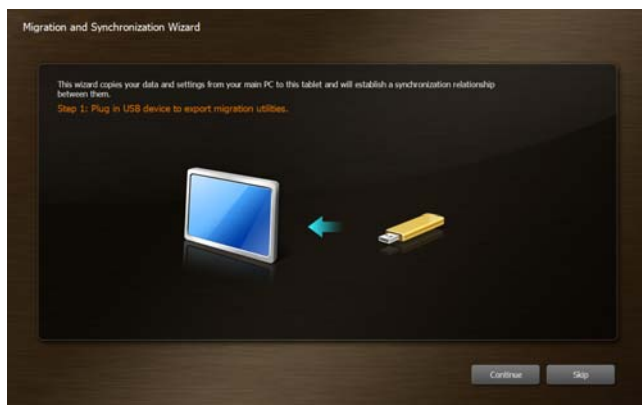 Migration and Synchronization Wizard
This wizard copies your data and settings from your main PC to this tablet and will establish a synchronization relationship
between them.
Step 1: Plug in USB device to export migration utilities.
Continue
Skip